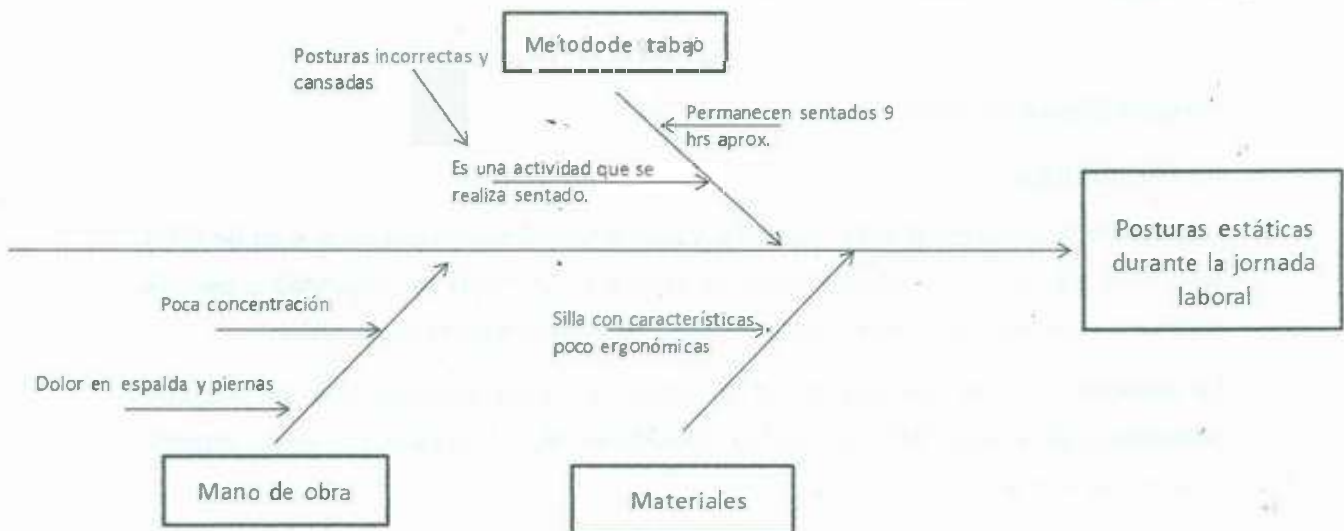 Métodode tabajo
Posturas incorrectas y
cansadas
Permanecen sentados 9
hrs aprox.
Es una actividad que se
realiza sentado.
Posturas estáticas
durante la jornada
laboral
Poca concentración
Silla con características
poco ergonómicas
Dolor en espalda y piernas
Mano de obra
Materiales